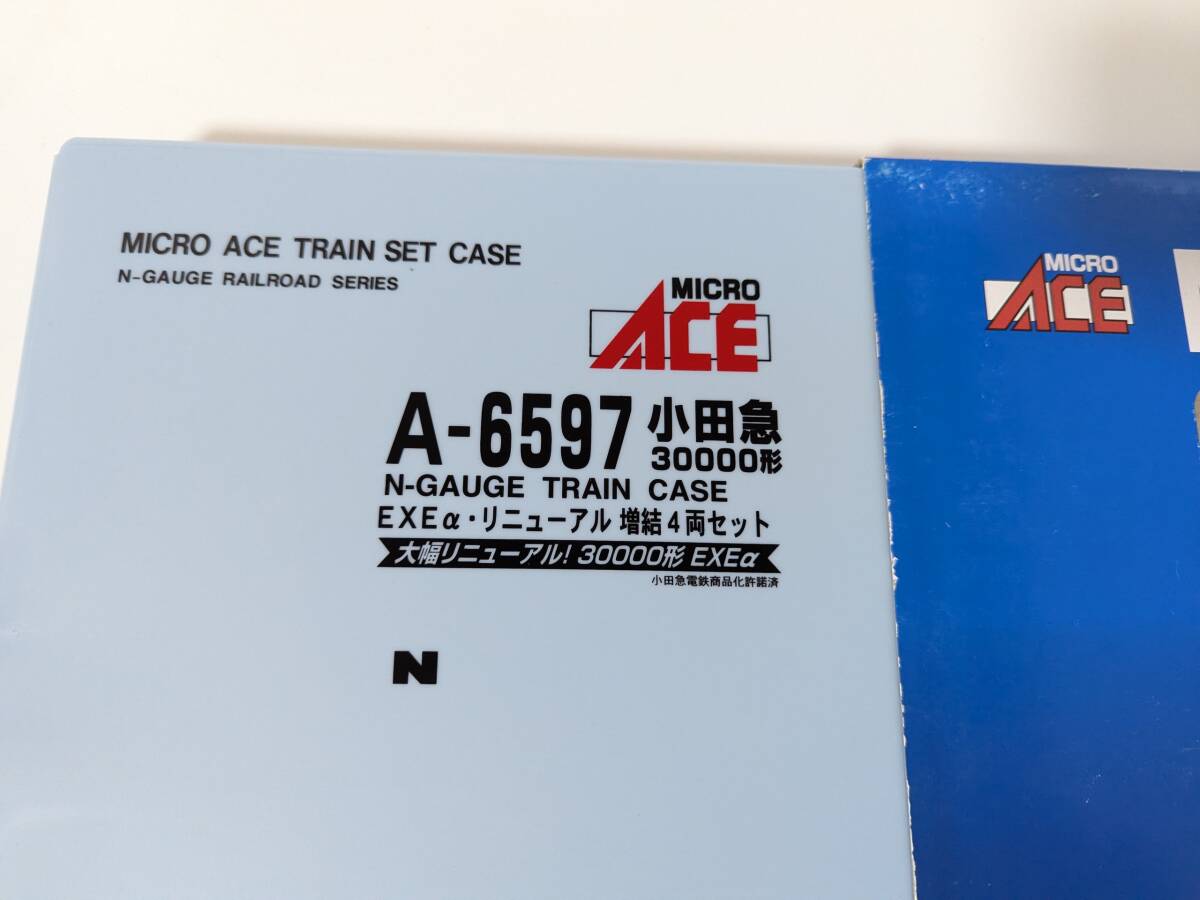 MICRO ACE TRAIN SET CASE
N-GAUGE RAILROAD SERIES
MICRO
ACE
A-6597 小田急
30000形
N-GAUGE TRAIN CASE
EXEα・リニューアル 増結4両セット
大幅リニューアル! 30000形 EXEα
小田急電鉄商品化許諾済
N
MICRO
ACE